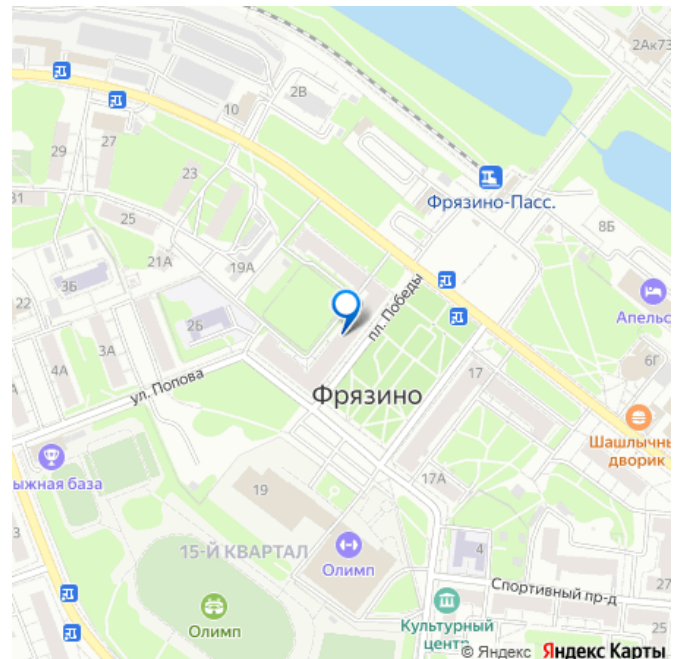 2Ак73
2В
10
27
29
23
31
25
Фрязино-Пасс.
8Б
21А
19А
3Б
22
2Б
пл. Победы
Апельс
3А
4А
ул. Попова
17
6Г
Фрязино
Шашлычны
дворик
ыжная база
17А
19
3
15-Й КВАРТАЛ
4
Олимп
27
Спортивный пр-д
Олимп
Культурный
центр
25
© Яндекс Яндекс Карты